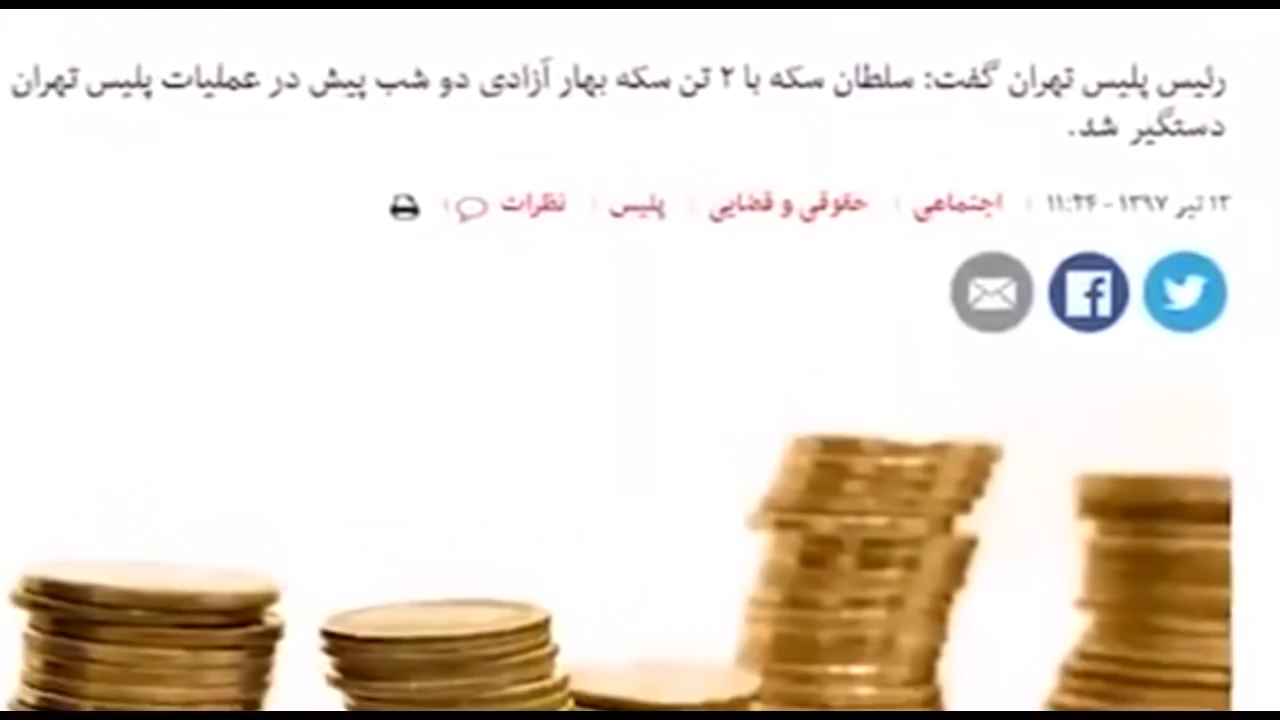 رئیس پلیس تهران گفت: سلطان سکه با ۲ تن سکه بهار آزادی دو شب پیش در عملیات پلیس تهران
دستگیر شد.
۱۳ تیر ۱۳۹۷ - ۱۱:۲۴ | اجتماعی | حقوقی و قضایی | پلیس | نظرات